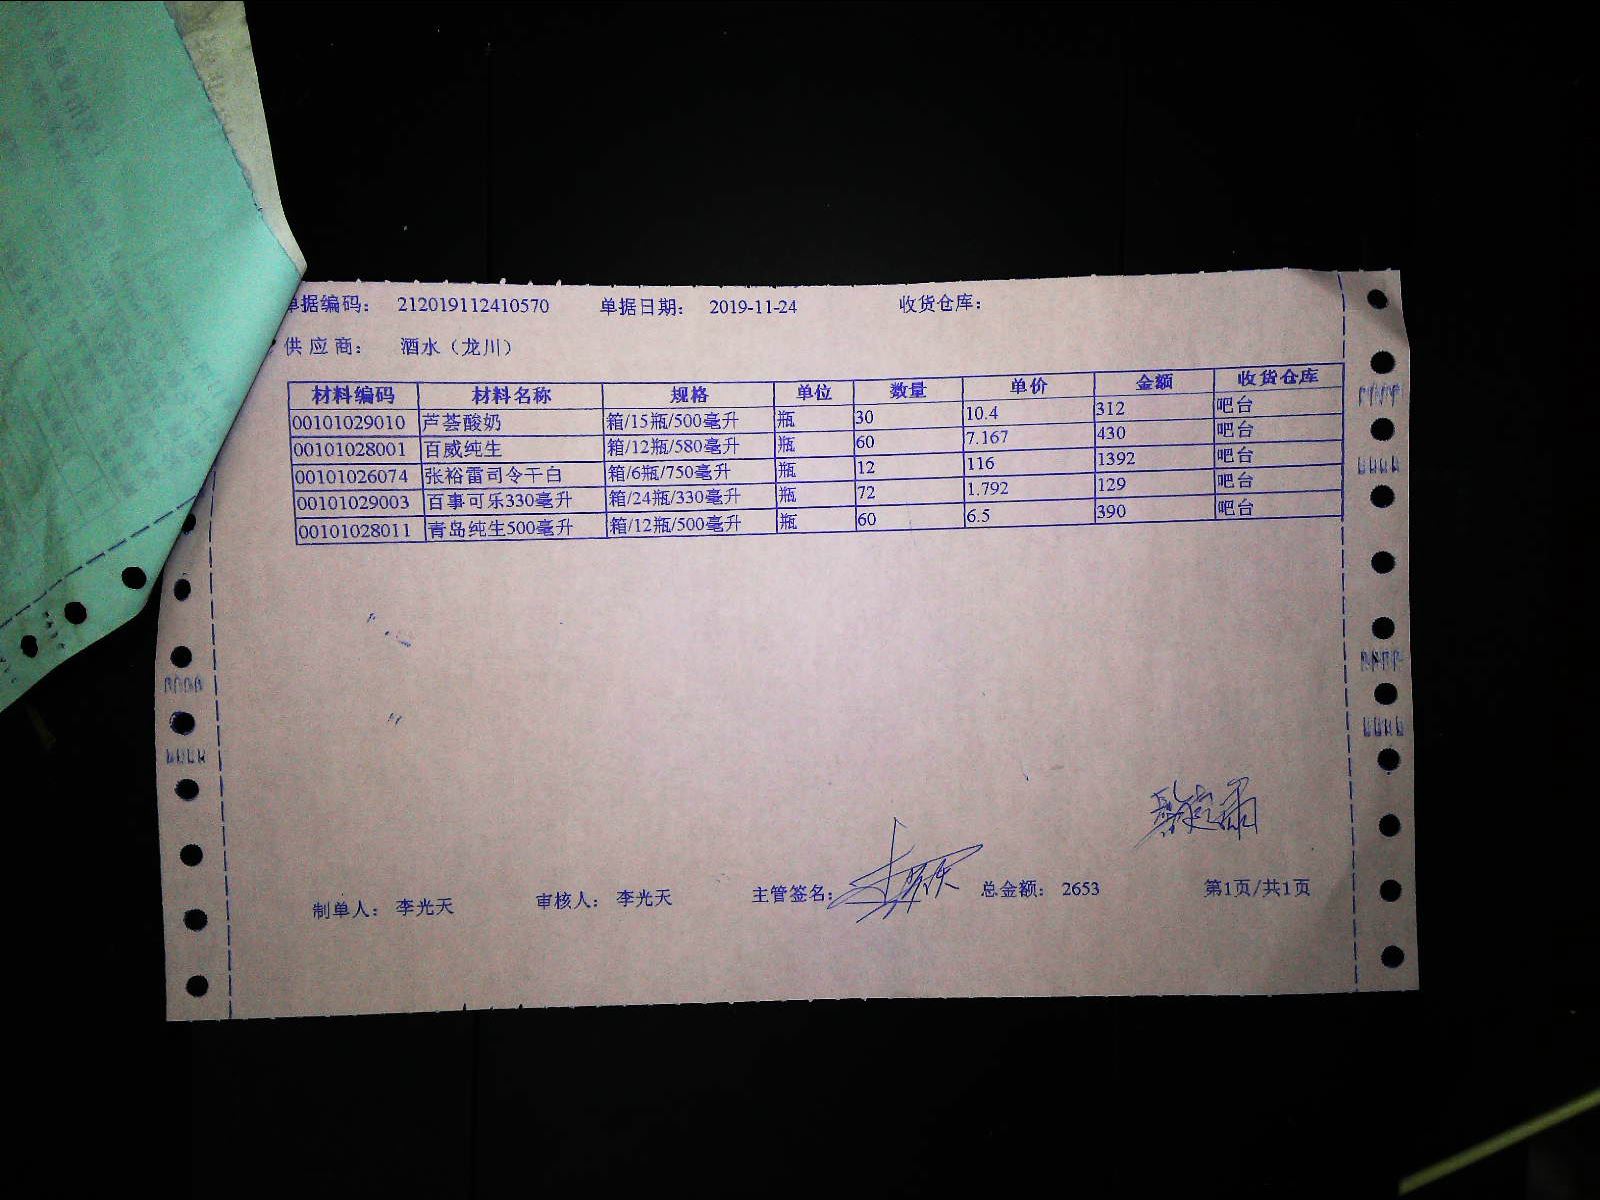 单据编码： 212019112410570 单据日期： 2019-11-24 收货仓库：
供应商： 酒水（龙川）
材料编码 材料名称 规格 单位 数量 单价 金额 收货仓库
00101029010 芦荟酸奶 箱/15瓶/500毫升 瓶 30 10.4 312 吧台
00101028001 百威纯生 箱/12瓶/580毫升 瓶 60 7.167 430 吧台
00101026074 张裕雷司令干白 箱/6瓶/750毫升 瓶 12 116 1392 吧台
00101029003 百事可乐330毫升 箱/24瓶/330毫升 瓶 72 1.792 129 吧台
00101028011 青岛纯生500毫升 箱/12瓶/500毫升 瓶 60 6.5 390 吧台
制单人： 李光天 审核人： 李光天 主管签名： 总金额： 2653 第1页/共1页